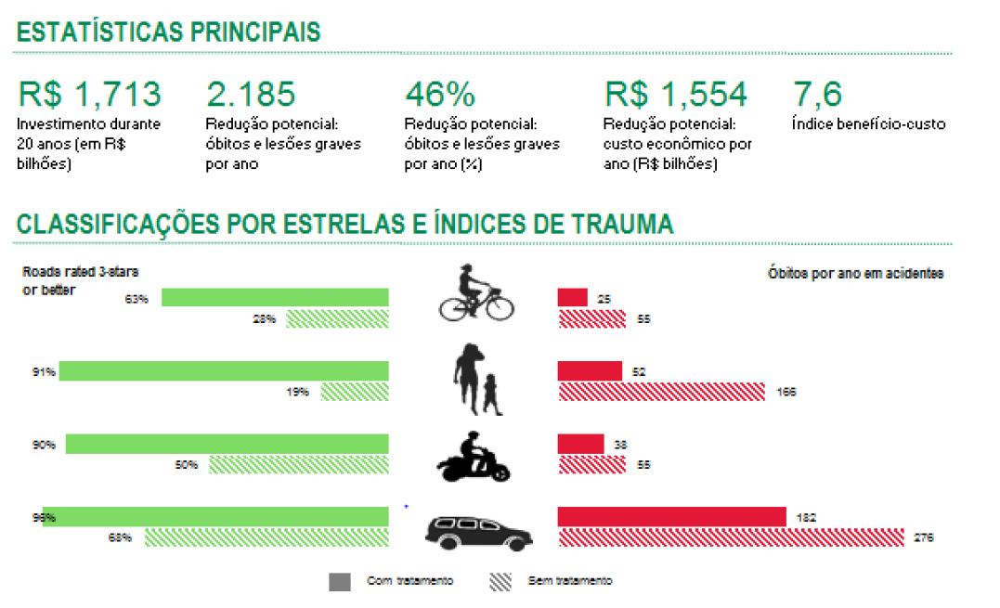 ESTATÍSTICAS PRINCIPAIS
R$ 1,713
Investimento durante
20 anos (em R$
bilhões)
2.185
Redução potencial:
óbitos e lesões graves
por ano
46%
Redução potencial:
óbitos e lesões graves
por ano (%)
R$ 1,554
Redução potencial:
custo econômico por
ano (R$ bilhões)
7,6
Índice benefício-custo
CLASSIFICAÇÕES POR ESTRELAS E ÍNDICES DE TRAUMA
Roads rated 3-stars
or better
Óbitos por ano em acidentes
63%
25
28%
55
91%
52
19%
166
90%
38
50%
55
182
68%
276
Com tratamento
Sem tratamento